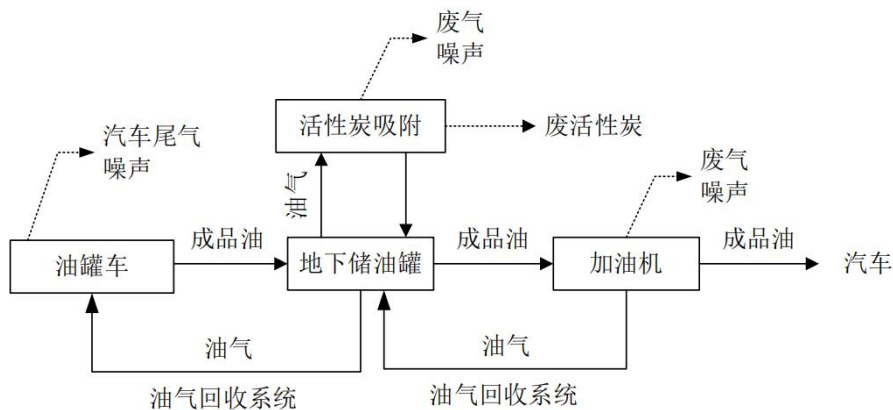 废气
噪声
活性炭吸附
废活性炭
汽车尾气
噪声
油气
废气
噪声
油罐车
成品油
地下储油罐
成品油
加油机
成品油
汽车
油气
油气
油气回收系统
油气回收系统